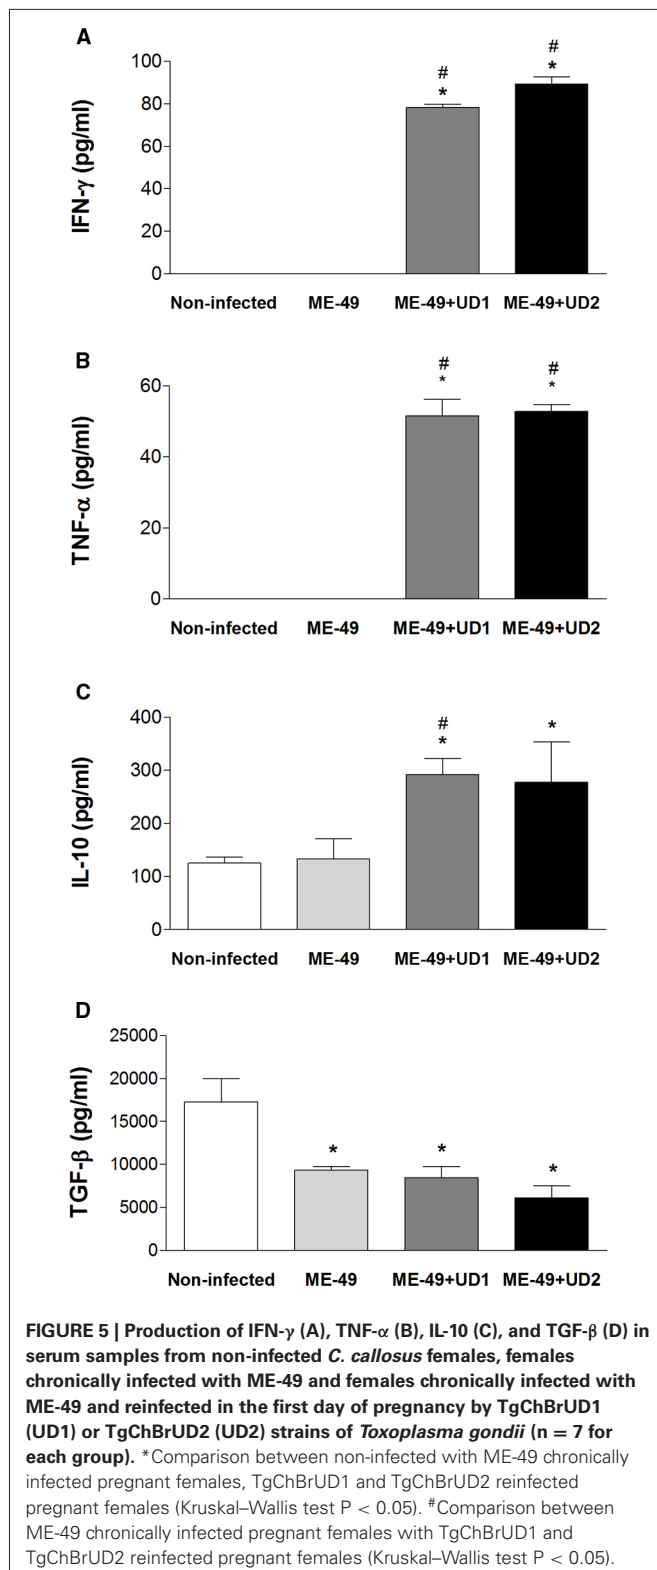 A
IFN-γ (pg/ml)
100
80
60
40
20
0
# #
* *
Non-infected ME-49 ME-49+UD1 ME-49+UD2
B
TNF-α (pg/ml)
60
40
20
0
# #
* *
Non-infected ME-49 ME-49+UD1 ME-49+UD2
C
IL-10 (pg/ml)
400
300
200
100
0
#
* *
Non-infected ME-49 ME-49+UD1 ME-49+UD2
D
TGF-β (pg/ml)
25000
20000
15000
10000
5000
0
* * *
Non-infected ME-49 ME-49+UD1 ME-49+UD2
FIGURE 5 | Production of IFN-γ (A), TNF-α (B), IL-10 (C), and TGF-β (D) in
serum samples from non-infected C. callosus females, females
chronically infected with ME-49 and females chronically infected with
ME-49 and reinfected in the first day of pregnancy by TgChBrUD1
(UD1) or TgChBrUD2 (UD2) strains of Toxoplasma gondii (n = 7 for
each group). *Comparison between non-infected with ME-49 chronically
infected pregnant females, TgChBrUD1 and TgChBrUD2 reinfected
pregnant females (Kruskal–Wallis test P < 0.05). #Comparison between
ME-49 chronically infected pregnant females with TgChBrUD1 and
TgChBrUD2 reinfected pregnant females (Kruskal–Wallis test P < 0.05).